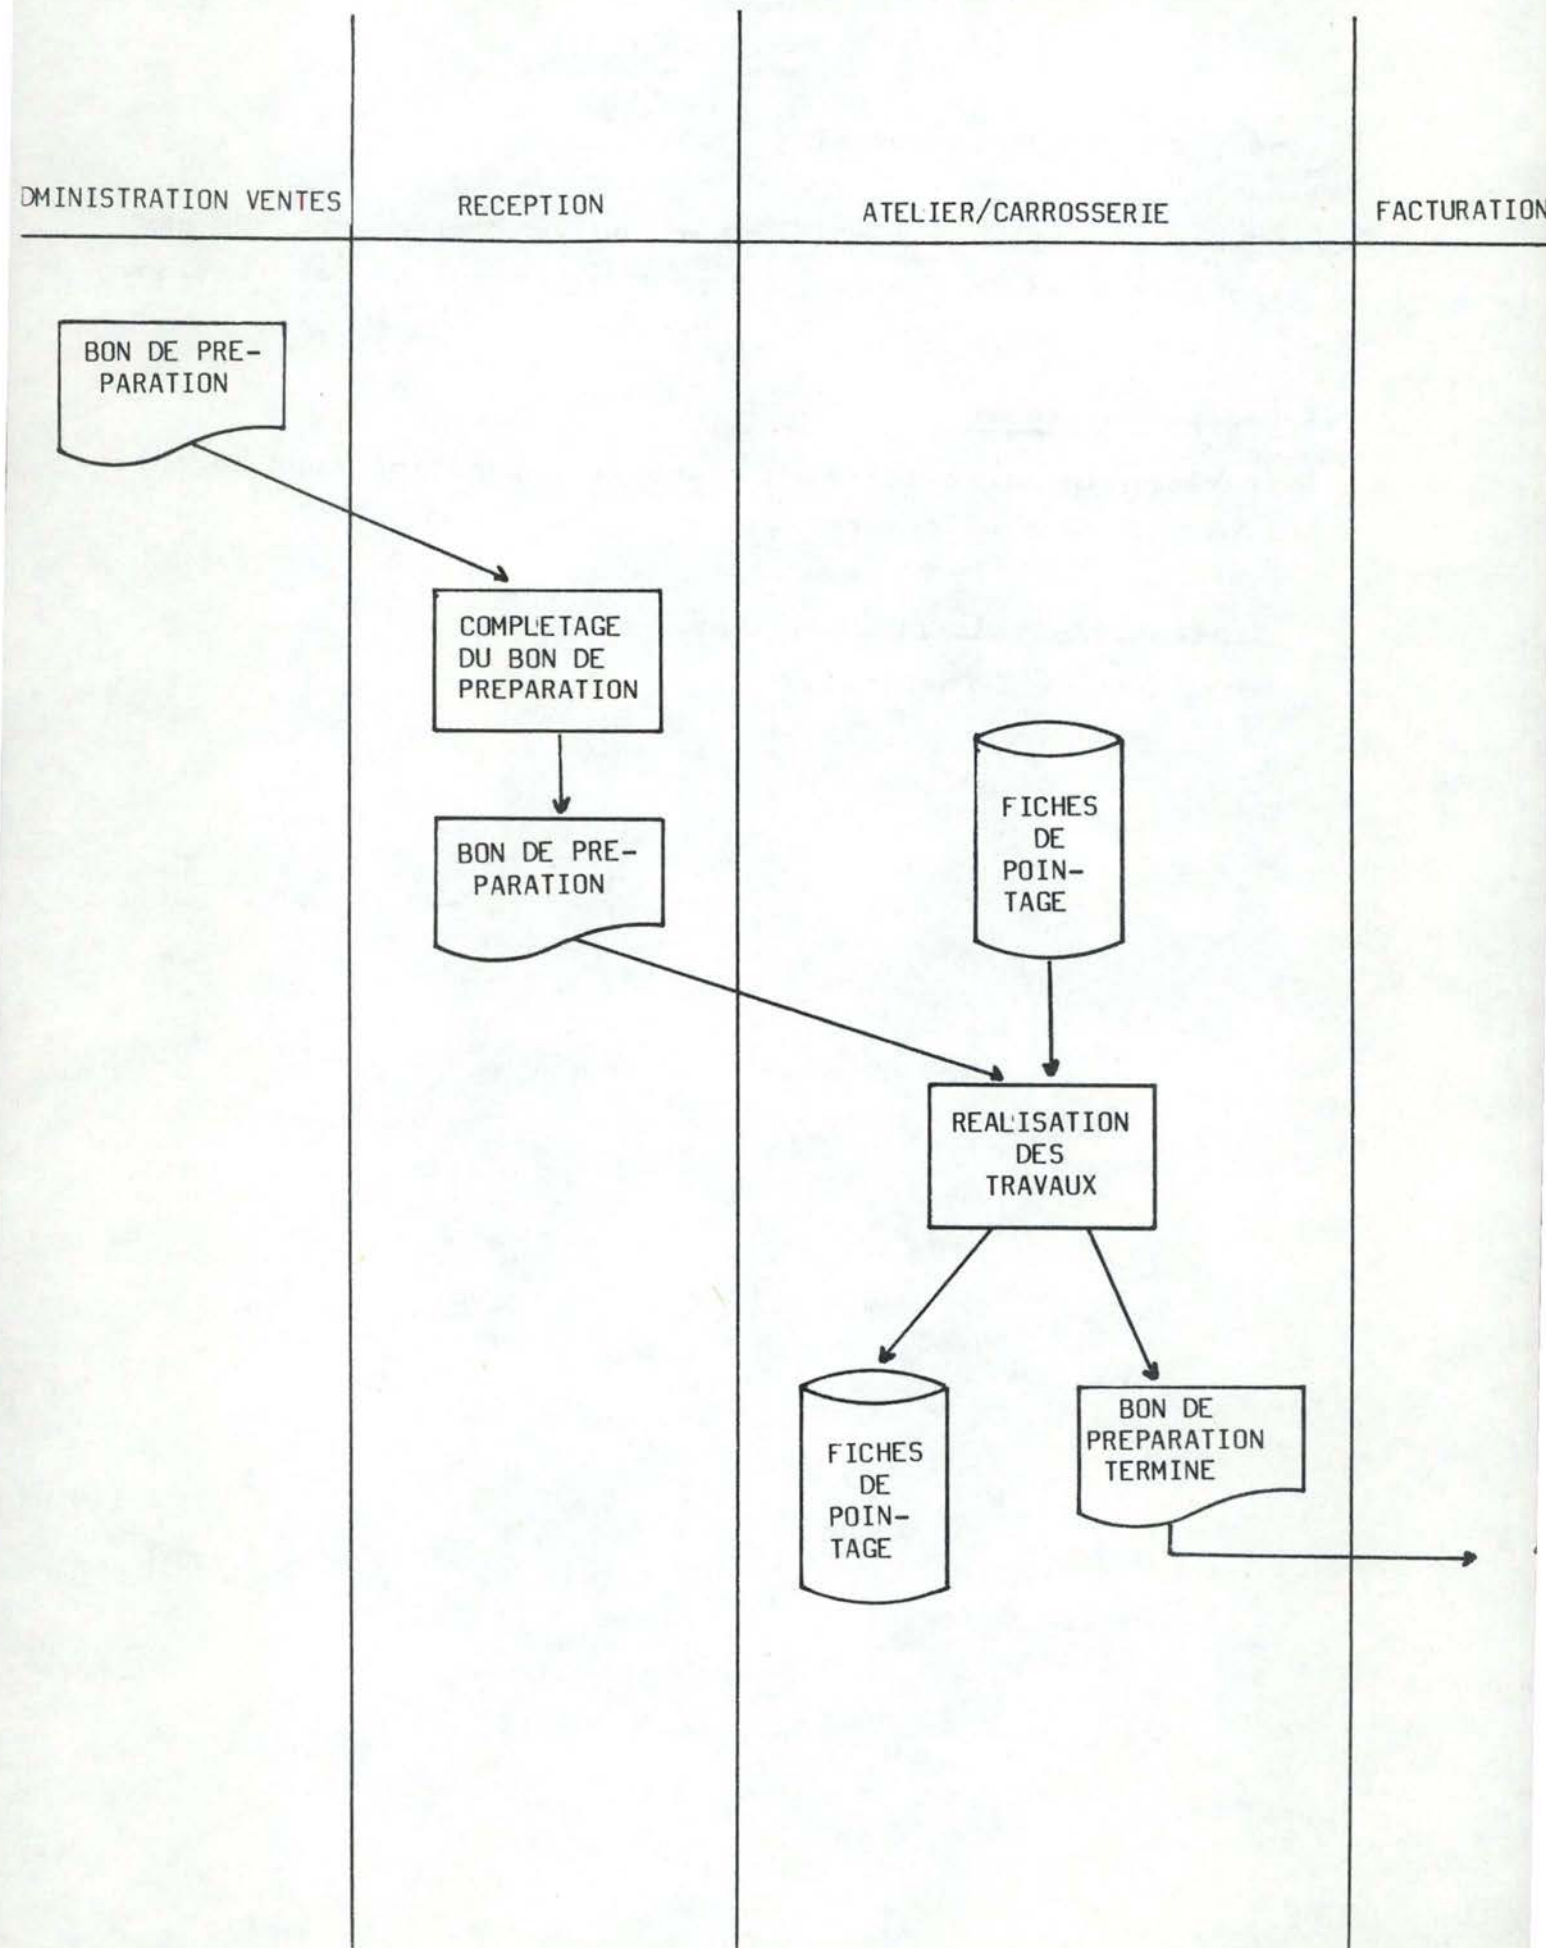 DMINISTRATION VENTES
RECEPTION
ATELIER/CARROSSERIE
FACTURATION
BON DE PRE-
PARATION
COMPLETAGE
DU BON DE
PREPARATION
BON DE PRE-
PARATION
FICHES
DE
POIN-
TAGE
REALISATION
DES
TRAVAUX
FICHES
DE
POIN-
TAGE
BON DE
PREPARATION
TERMINE